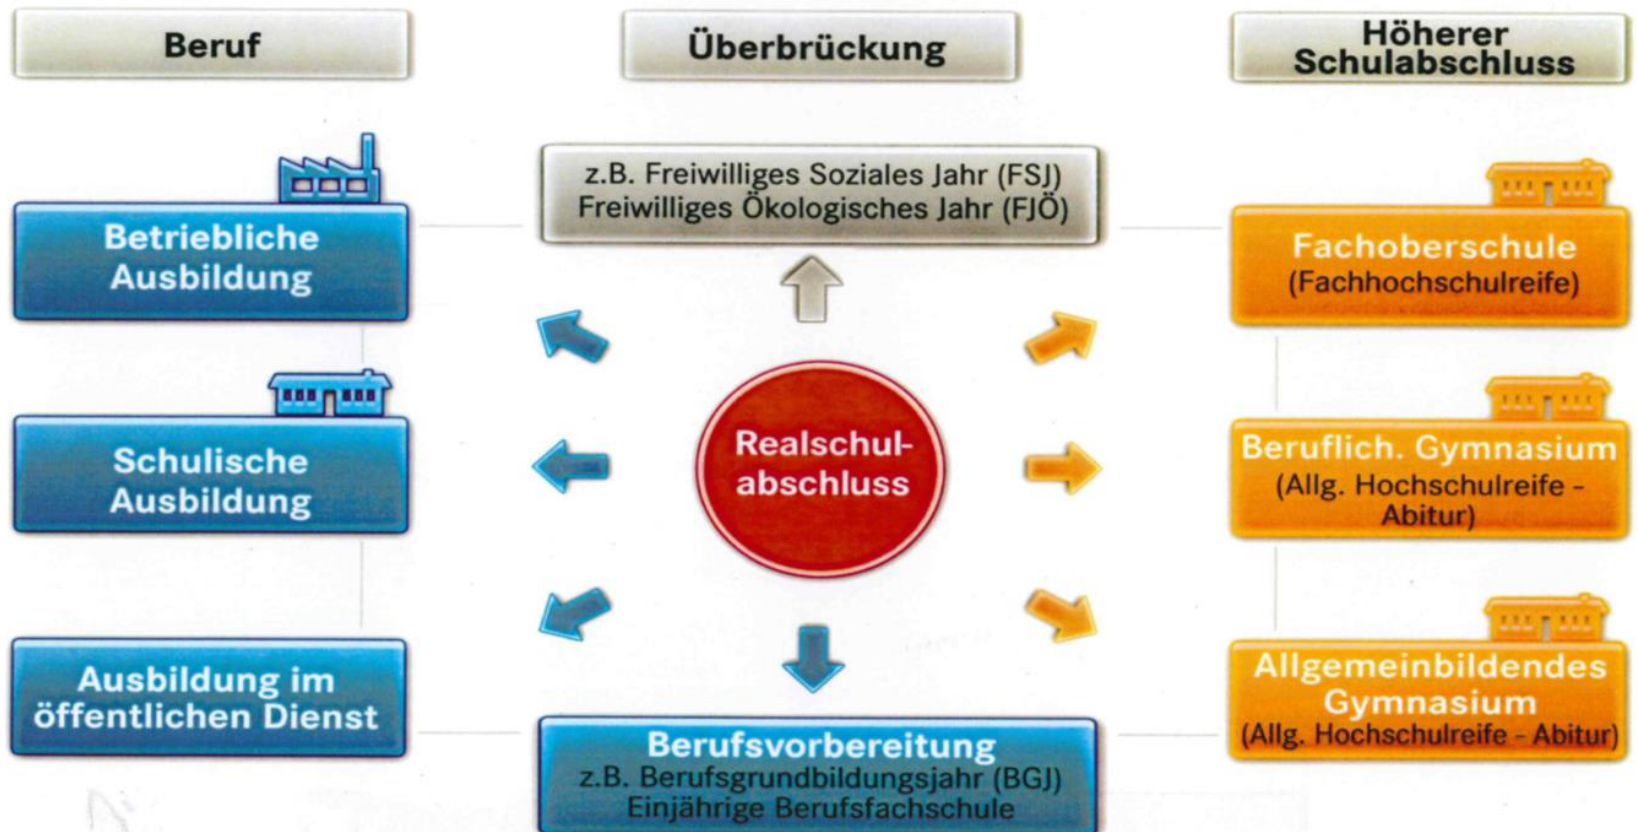 Beruf
Überbrückung
Höherer
Schulabschluss
z.B. Freiwilliges Soziales Jahr (FSJ)
Freiwilliges Ökologisches Jahr (FJÖ)
Betriebliche
Ausbildung
Fachoberschule
(Fachhochschulreife)
Schulische
Ausbildung
Realschul-
abschluss
Beruflich. Gymnasium
(Allg. Hochschulreife -
Abitur)
Ausbildung im
öffentlichen Dienst
Allgemeinbildendes
Gymnasium
(Allg. Hochschulreife - Abitur)
Berufsvorbereitung
z.B. Berufsgrundbildungsjahr (BGJ)
Einjährige Berufsfachschule